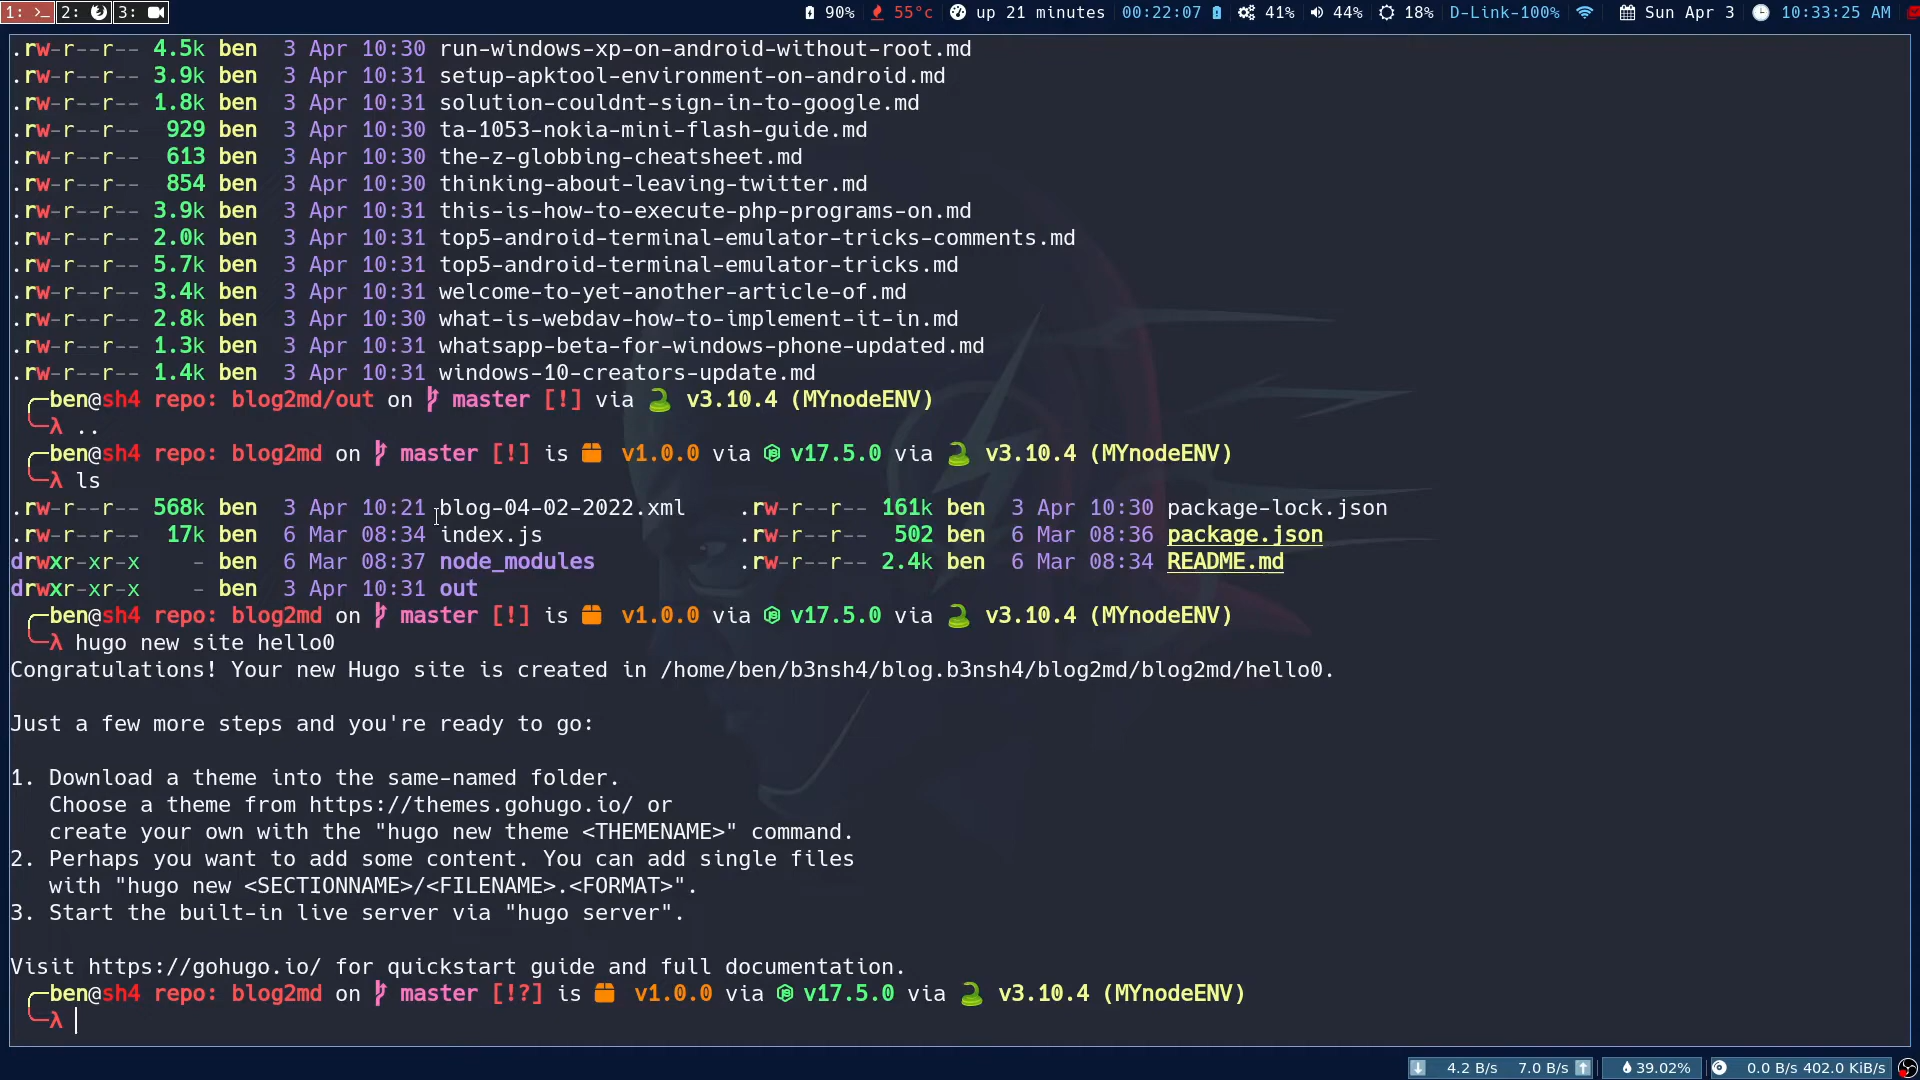 1: >_ 2: 3: 90% 55°c up 21 minutes 00:22:07 41% 44% 18% D-Link-100% Sun Apr 3 10:33:25 AM
.rw-r--r-- 4.5k ben 3 Apr 10:30 run-windows-xp-on-android-without-root.md
.rw-r--r-- 3.9k ben 3 Apr 10:31 setup-apktool-environment-on-android.md
.rw-r--r-- 1.8k ben 3 Apr 10:31 solution-couldnt-sign-in-to-google.md
.rw-r--r-- 929 ben 3 Apr 10:30 ta-1053-nokia-mini-flash-guide.md
.rw-r--r-- 613 ben 3 Apr 10:30 the-z-globbing-cheatsheet.md
.rw-r--r-- 854 ben 3 Apr 10:30 thinking-about-leaving-twitter.md
.rw-r--r-- 3.9k ben 3 Apr 10:31 this-is-how-to-execute-php-programs-on.md
.rw-r--r-- 2.0k ben 3 Apr 10:31 top5-android-terminal-emulator-tricks-comments.md
.rw-r--r-- 5.7k ben 3 Apr 10:31 top5-android-terminal-emulator-tricks.md
.rw-r--r-- 3.4k ben 3 Apr 10:31 welcome-to-yet-another-article-of.md
.rw-r--r-- 2.8k ben 3 Apr 10:30 what-is-webdav-how-to-implement-it-in.md
.rw-r--r-- 1.3k ben 3 Apr 10:31 whatsapp-beta-for-windows-phone-updated.md
.rw-r--r-- 1.4k ben 3 Apr 10:31 windows-10-creators-update.md
╭─ben@sh4 repo: blog2md/out on master [!] via v3.10.4 (MYnodeENV)
╰─λ ..
╭─ben@sh4 repo: blog2md on master [!] is v1.0.0 via v17.5.0 via v3.10.4 (MYnodeENV)
╰─λ ls
.rw-r--r-- 568k ben 3 Apr 10:21 blog-04-02-2022.xml .rw-r--r-- 161k ben 3 Apr 10:30 package-lock.json
.rw-r--r-- 17k ben 6 Mar 08:34 index.js .rw-r--r-- 502 ben 6 Mar 08:36 package.json
drwxr-xr-x - ben 6 Mar 08:37 node_modules .rw-r--r-- 2.4k ben 6 Mar 08:34 README.md
drwxr-xr-x - ben 3 Apr 10:31 out
╭─ben@sh4 repo: blog2md on master [!] is v1.0.0 via v17.5.0 via v3.10.4 (MYnodeENV)
╰─λ hugo new site hello0
Congratulations! Your new Hugo site is created in /home/ben/b3nsh4/blog.b3nsh4/blog2md/blog2md/hello0.
Just a few more steps and you're ready to go:
1. Download a theme into the same-named folder.
Choose a theme from https://themes.gohugo.io/ or
create your own with the "hugo new theme <THEMENAME>" command.
2. Perhaps you want to add some content. You can add single files
with "hugo new <SECTIONNAME>/<FILENAME>.<FORMAT>".
3. Start the built-in live server via "hugo server".
Visit https://gohugo.io/ for quickstart guide and full documentation.
╭─ben@sh4 repo: blog2md on master [!?] is v1.0.0 via v17.5.0 via v3.10.4 (MYnodeENV)
╰─λ
4.2 B/s 7.0 B/s 39.02% 0.0 B/s 402.0 KiB/s